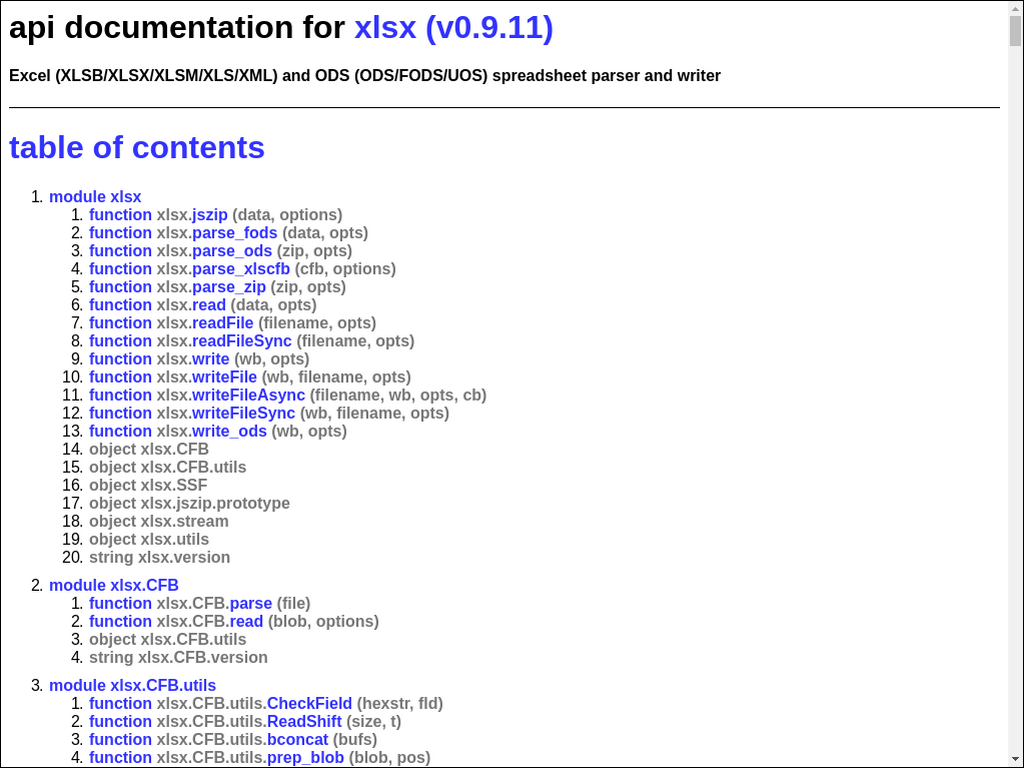 api documentation for xlsx (v0.9.11)
Excel (XLSB/XLSX/XLSM/XLS/XML) and ODS (ODS/FODS/UOS) spreadsheet parser and writer
table of contents
1. module xlsx
1. function xlsx.jszip (data, options)
2. function xlsx.parse_fods (data, opts)
3. function xlsx.parse_ods (zip, opts)
4. function xlsx.parse_xlscfb (cfb, options)
5. function xlsx.parse_zip (zip, opts)
6. function xlsx.read (data, opts)
7. function xlsx.readFile (filename, opts)
8. function xlsx.readFileSync (filename, opts)
9. function xlsx.write (wb, opts)
10. function xlsx.writeFile (wb, filename, opts)
11. function xlsx.writeFileAsync (filename, wb, opts, cb)
12. function xlsx.writeFileSync (wb, filename, opts)
13. function xlsx.write_ods (wb, opts)
14. object xlsx.CFB
15. object xlsx.CFB.utils
16. object xlsx.SSF
17. object xlsx.jszip.prototype
18. object xlsx.stream
19. object xlsx.utils
20. string xlsx.version
2. module xlsx.CFB
1. function xlsx.CFB.parse (file)
2. function xlsx.CFB.read (blob, options)
3. object xlsx.CFB.utils
4. string xlsx.CFB.version
3. module xlsx.CFB.utils
1. function xlsx.CFB.utils.CheckField (hexstr, fld)
2. function xlsx.CFB.utils.ReadShift (size, t)
3. function xlsx.CFB.utils.bconcat (bufs)
4. function xlsx.CFB.utils.prep_blob (blob, pos)